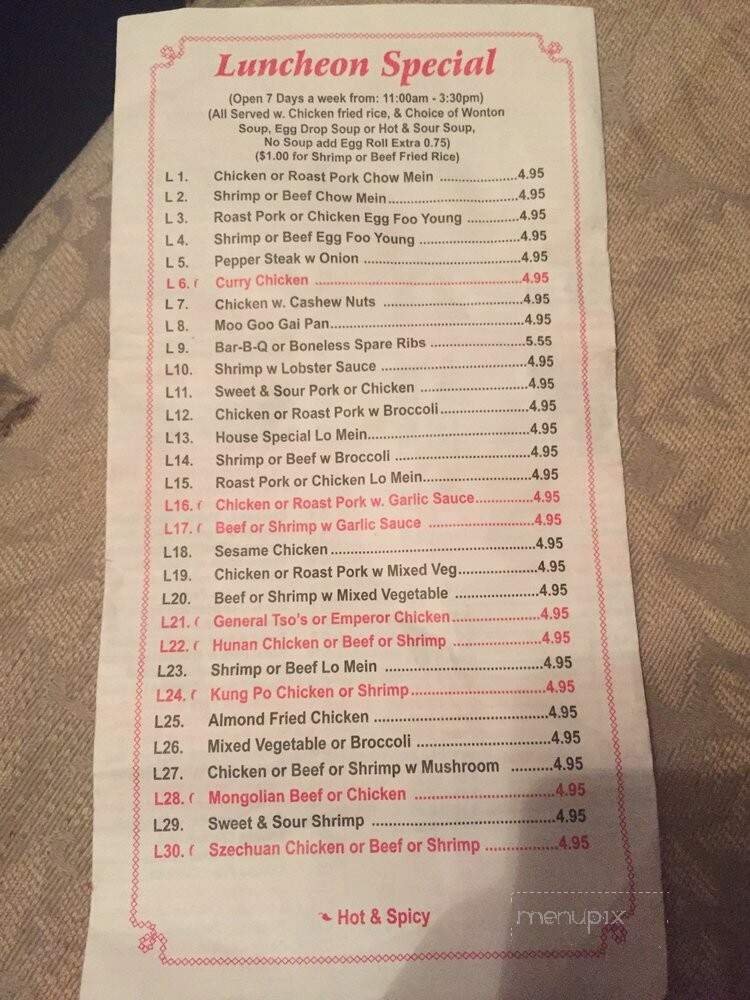 Luncheon Special
(Open 7 Days a week from: 11:00am - 3:30pm)
(All Served w. Chicken fried rice, & Choice of Wonton
Soup, Egg Drop Soup or Hot & Sour Soup,
No Soup add Egg Roll Extra 0.75)
($1.00 for Shrimp or Beef Fried Rice)
L 1. Chicken or Roast Pork Chow Mein ....................4.95
L 2. Shrimp or Beef Chow Mein.................................4.95
L 3. Roast Pork or Chicken Egg Foo Young .............4.95
L 4. Shrimp or Beef Egg Foo Young .........................4.95
L 5. Pepper Steak w Onion .......................................4.95
L 6. Curry Chicken ....................................................4.95
L 7. Chicken w. Cashew Nuts ...................................4.95
L 8. Moo Goo Gai Pan................................................4.95
L 9. Bar-B-Q or Boneless Spare Ribs ........................5.55
L10. Shrimp w Lobster Sauce ....................................4.95
L11. Sweet & Sour Pork or Chicken ...........................4.95
L12. Chicken or Roast Pork w Broccoli......................4.95
L13. House Special Lo Mein........................................4.95
L14. Shrimp or Beef w Broccoli ..................................4.95
L15. Roast Pork or Chicken Lo Mein...........................4.95
L16. Chicken or Roast Pork w. Garlic Sauce..............4.95
L17. Beef or Shrimp w Garlic Sauce ..........................4.95
L18. Sesame Chicken ..................................................4.95
L19. Chicken or Roast Pork w Mixed Veg...................4.95
L20. Beef or Shrimp w Mixed Vegetable ....................4.95
L21. General Tso's or Emperor Chicken.....................4.95
L22. Hunan Chicken or Beef or Shrimp .....................4.95
L23. Shrimp or Beef Lo Mein ......................................4.95
L24. Kung Po Chicken or Shrimp................................4.95
L25. Almond Fried Chicken .........................................4.95
L26. Mixed Vegetable or Broccoli ...............................4.95
L27. Chicken or Beef or Shrimp w Mushroom ..........4.95
L28. Mongolian Beef or Chicken .................................4.95
L29. Sweet & Sour Shrimp ..........................................4.95
L30. Szechuan Chicken or Beef or Shrimp .................4.95
Hot & Spicy
menupix